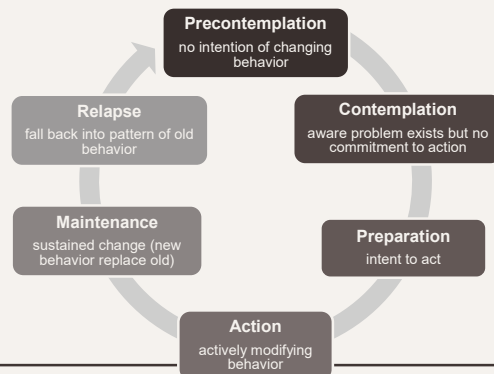 Precontemplation
no intention of changing
behavior
Contemplation
aware problem exists but no
commitment to action
Preparation
intent to act
Action
actively modifying
behavior
Maintenance
sustained change (new
behavior replace old)
Relapse
fall back into pattern of old
behavior